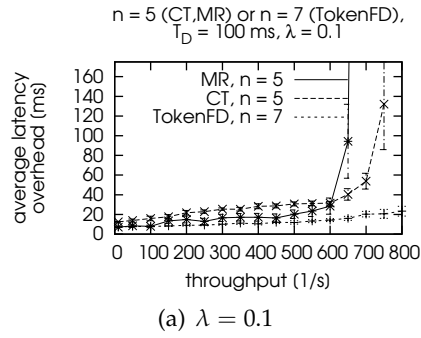 n = 5 (CT,MR) or n = 7 (TokenFD),
T_D = 100 ms, λ = 0.1
160
140
120
100
80
60
40
20
0
average latency
overhead (ms)
MR, n = 5
CT, n = 5
TokenFD, n = 7
0 100 200 300 400 500 600 700 800
throughput (1/s)
(a) λ = 0.1